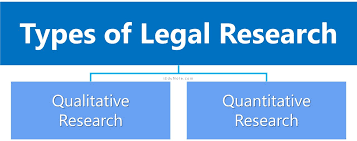 Types of Legal Research
Qualitative
Research
Quantitative
Research